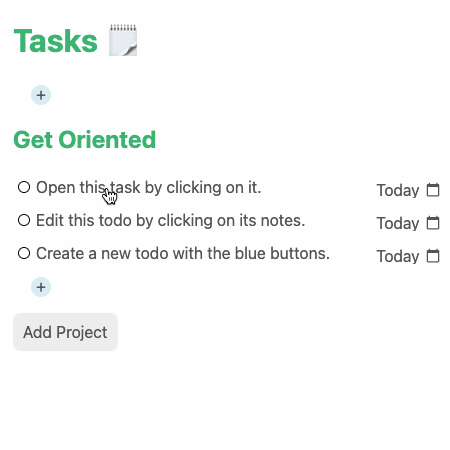 Tasks
+
Get Oriented
Open this task by clicking on it. Today
Edit this todo by clicking on its notes. Today
Create a new todo with the blue buttons. Today
+
Add Project